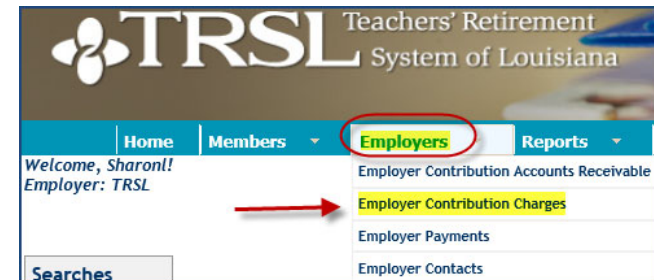 TRSL Teachers' Retirement
System of Louisiana
Home Members Employers Reports
Welcome, Sharonl!
Employer: TRSL
Employer Contribution Accounts Receivable
Employer Contribution Charges
Employer Payments
Employer Contacts
Searches